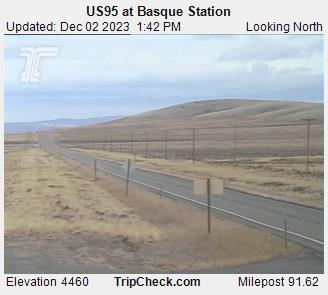 US95 at Basque Station
Updated: Dec 02 2023 1:42 PM Looking North
Elevation 4460 TripCheck.com Milepost 91.62